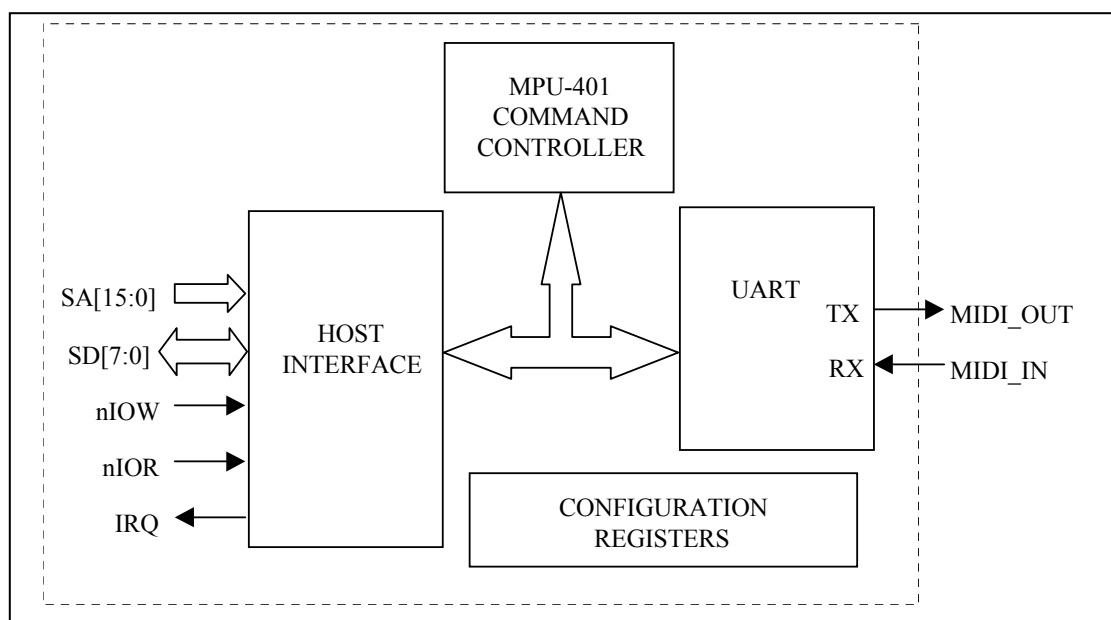 MPU-401
COMMAND
CONTROLLER
SA[15:0]
SD[7:0]
nIOW
nIOR
IRQ
HOST
INTERFACE
UART
TX
RX
MIDI_OUT
MIDI_IN
CONFIGURATION
REGISTERS